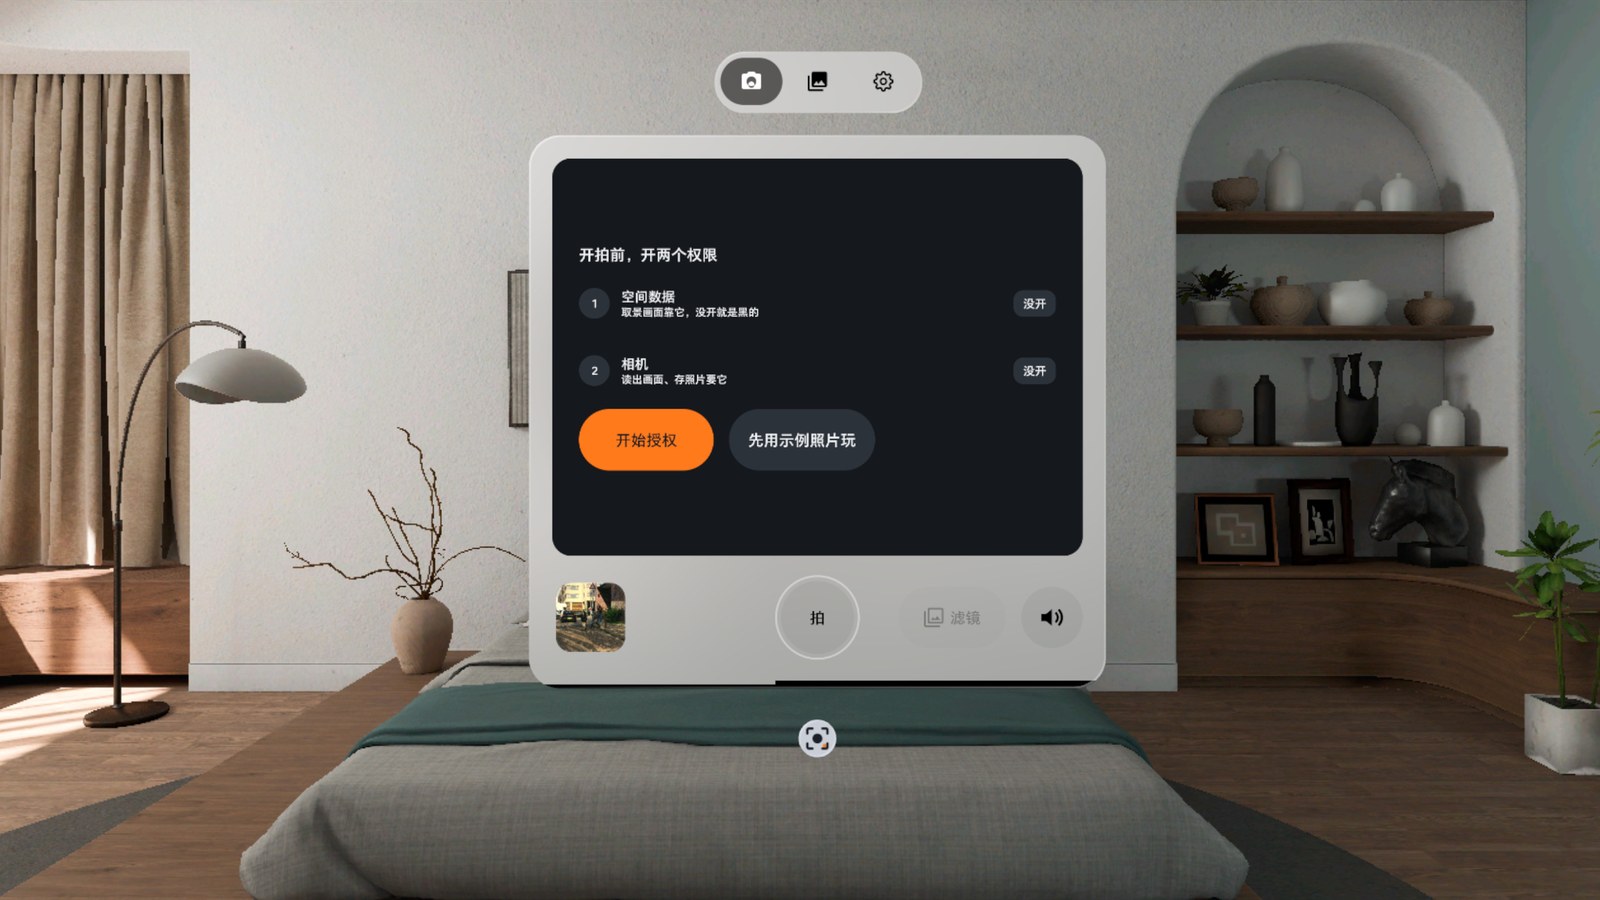 开拍前，开两个权限
1
空间数据
取景画面靠它，没开就是黑的
没开
2
相机
读出画面、存照片要它
没开
开始授权
先用示例照片玩
拍
滤镜